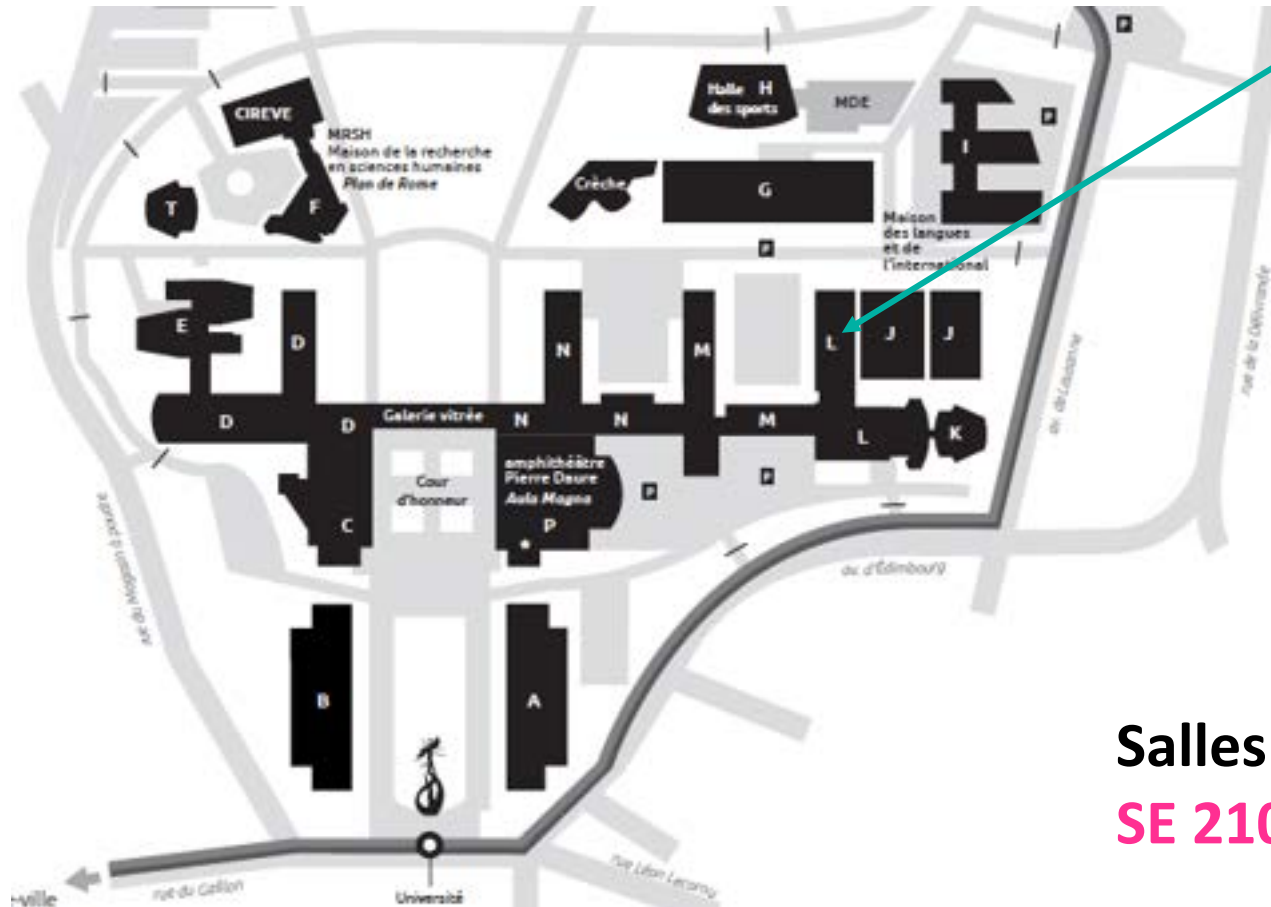 P
CIREVE
MRSH
Maison de la recherche
en sciences humaines
Plan de Rome
T
F
Halle H
des sports
MDE
P
I
Crèche
G
Maison
des langues
et de
l'international
P
E
D
N
M
L
J
J
D
D
Galerie vitrée
N
N
M
L
K
Cour
d'honneur
amphithéâtre
Pierre Daure
Aula Magna
P
P
P
C
B
A
rue du Magasin à poudre
av. de Lausanne
rue de la Délivrande
av. d'Édimbourg
Salles
SE 210
-ville
rue du Gaillon
Université
rue Léon Lecornu